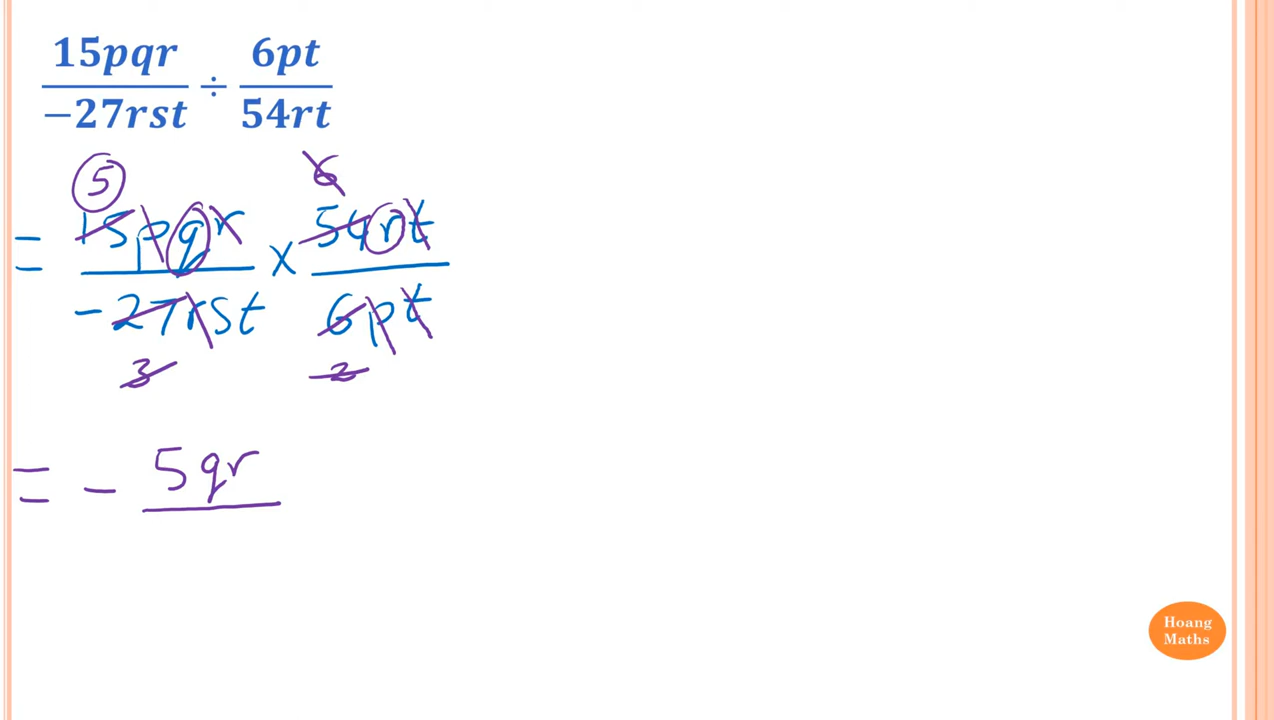 15pqr/−27rst ÷ 6pt/54rt
5 6
= 15pqr/−27rst × 54rt/6pt
3 2
= − 5qr
Hoang
Maths